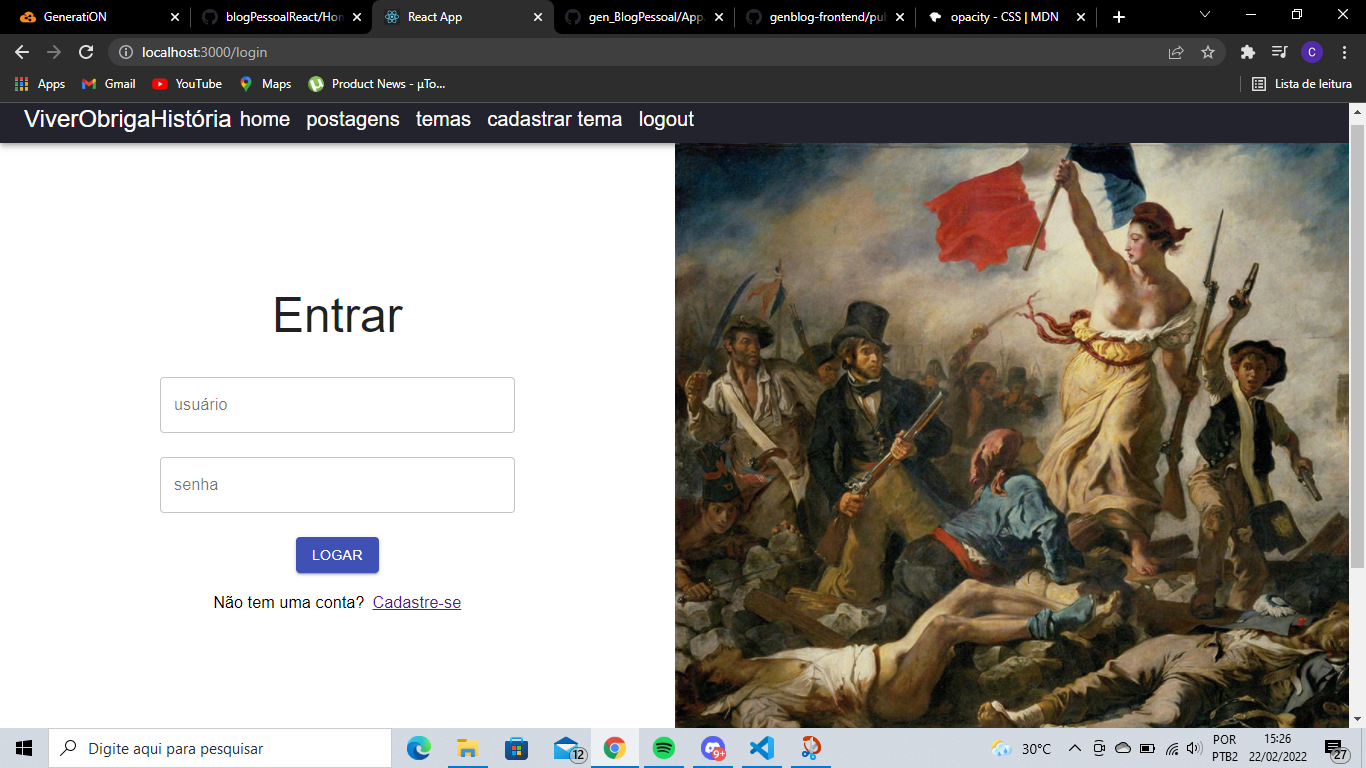 GeneratiON
blogPessoalReact/Hon
React App
gen_BlogPessoal/App.
genblog-frontend/pul
opacity - CSS | MDN
localhost:3000/login
C
Apps
Gmail
YouTube
Maps
Product News - µTo...
Lista de leitura
ViverObrigaHistória home postagens temas cadastrar tema logout
Entrar
usuário
senha
LOGAR
Não tem uma conta? Cadastre-se
Digite aqui para pesquisar
12
9+
30°C
POR
PTB2
15:26
22/02/2022
27